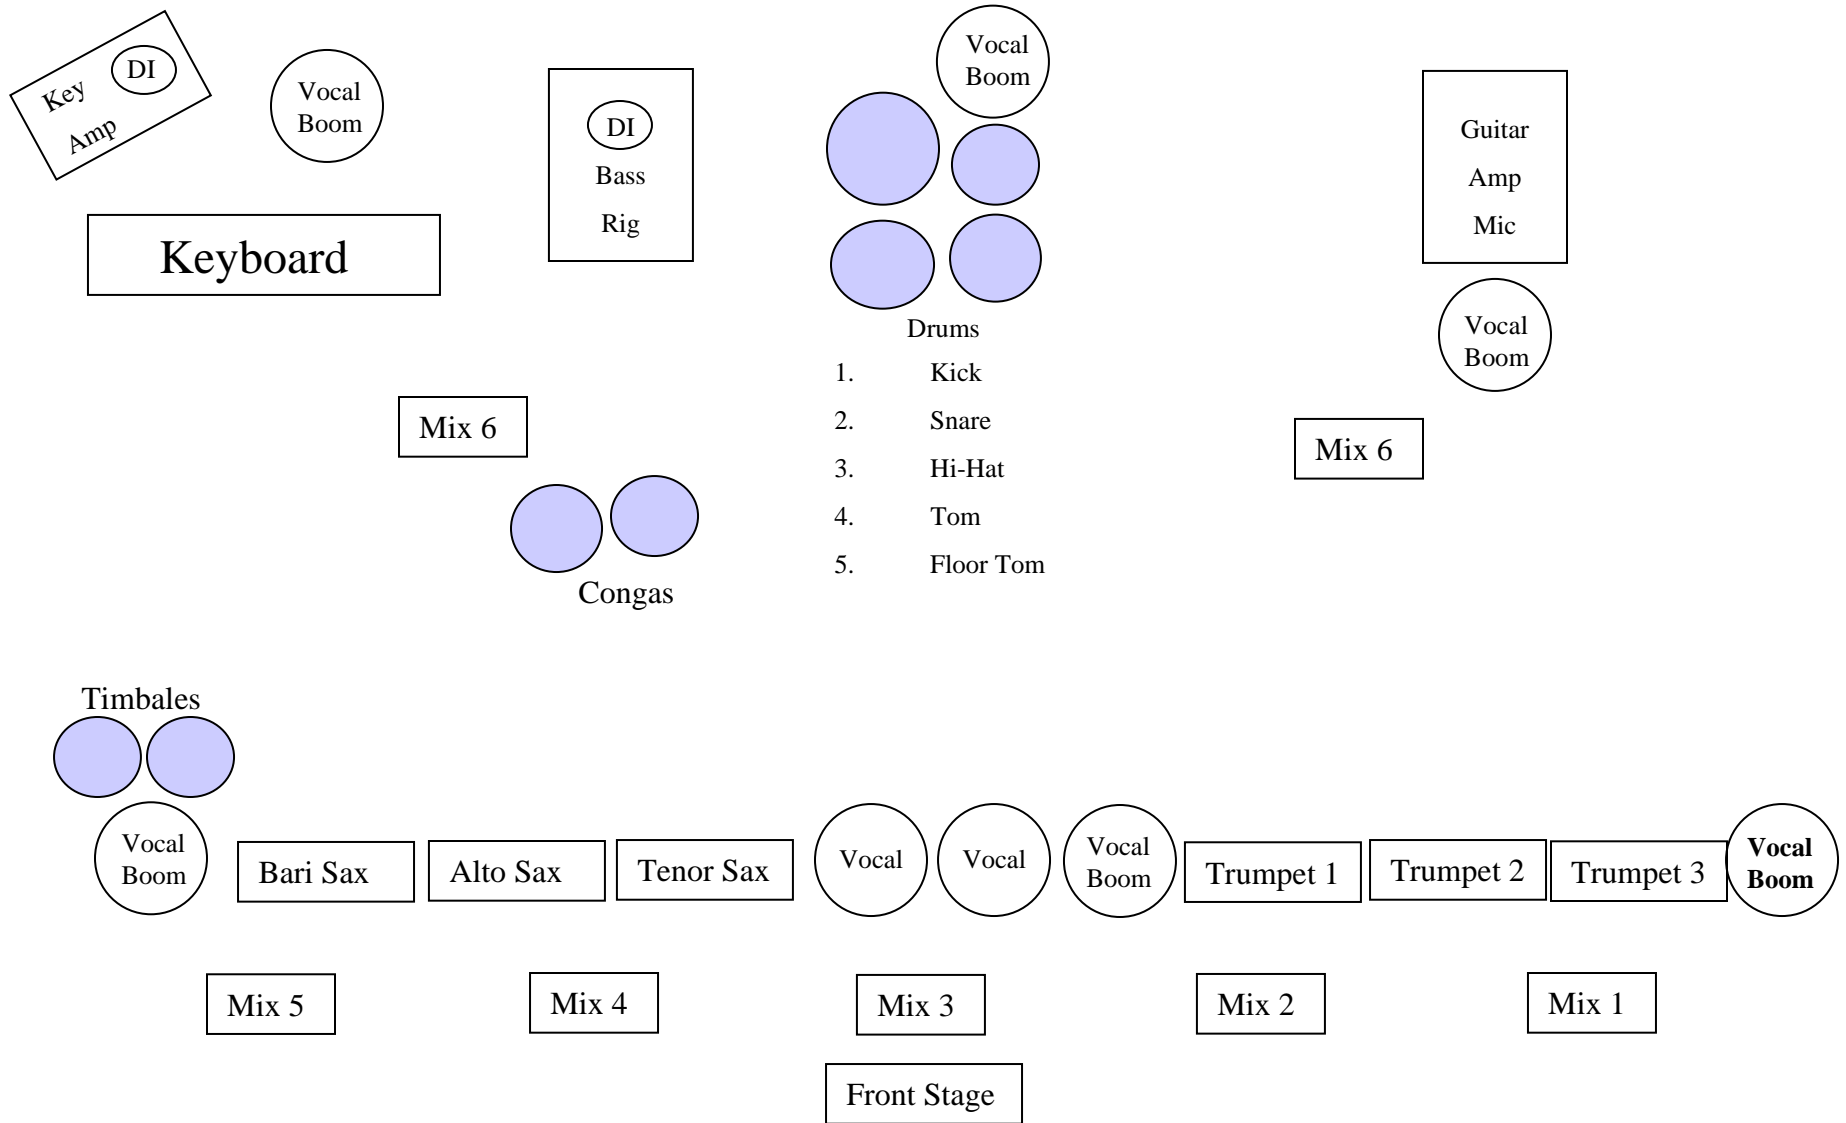 Key
DI
Amp
Vocal
Boom
DI
Bass
Rig
Vocal
Boom
Guitar
Amp
Mic
Keyboard
Drums
Vocal
Boom
1. Kick
2. Snare
3. Hi-Hat
4. Tom
5. Floor Tom
Mix 6
Mix 6
Congas
Timbales
Vocal
Boom
Bari Sax
Alto Sax
Tenor Sax
Vocal
Vocal
Vocal
Boom
Trumpet 1
Trumpet 2
Trumpet 3
Vocal
Boom
Mix 5
Mix 4
Mix 3
Mix 2
Mix 1
Front Stage